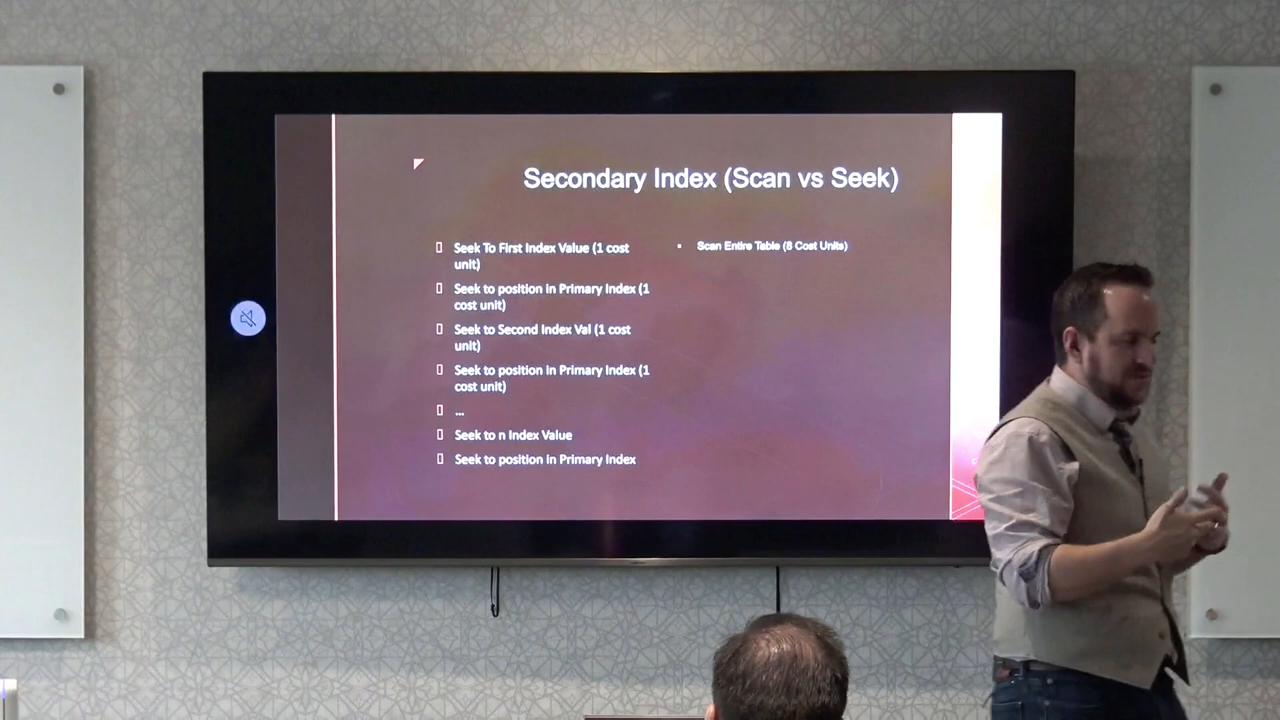 Secondary Index (Scan vs Seek)
Seek To First Index Value (1 cost
unit)
Seek to position in Primary Index (1
cost unit)
Seek to Second Index Val (1 cost
unit)
Seek to position in Primary Index (1
cost unit)
...
Seek to n Index Value
Seek to position in Primary Index
Scan Entire Table (8 Cost Units)